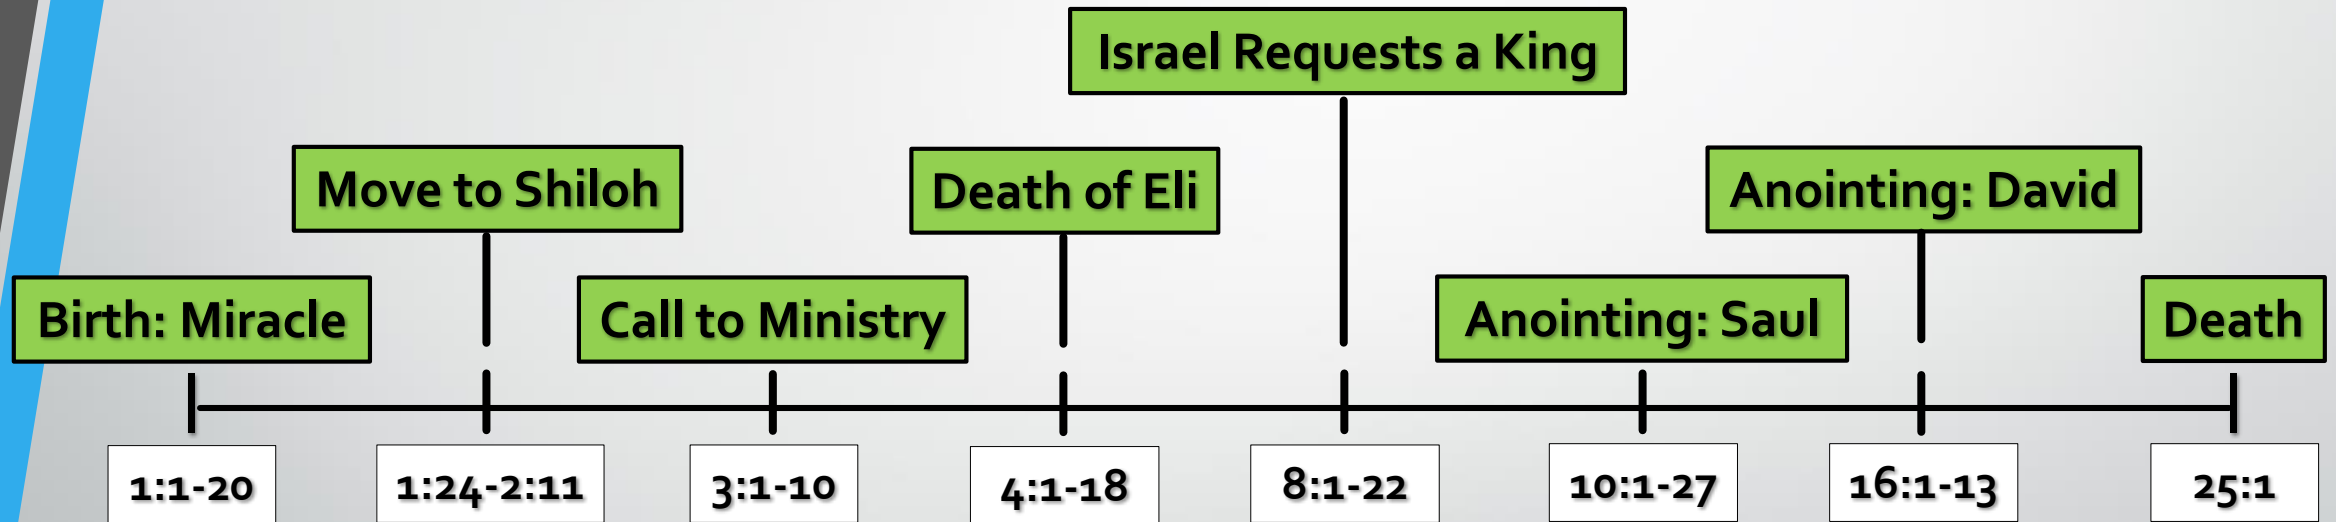 Israel Requests a King
Move to Shiloh
Death of Eli
Anointing: David
Birth: Miracle
Call to Ministry
Anointing: Saul
Death
1:1-20
1:24-2:11
3:1-10
4:1-18
8:1-22
10:1-27
16:1-13
25:1